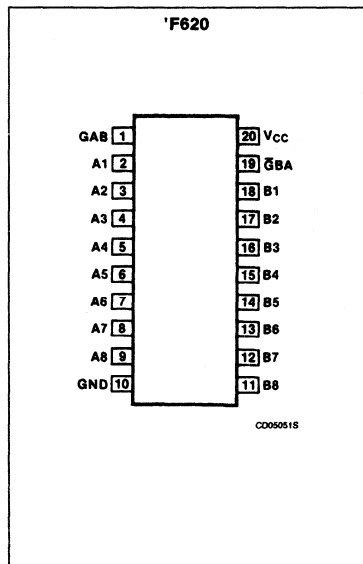 'F620
GAB 1 20 VCC
A1 2 19 G̅BA
A2 3 18 B1
A3 4 17 B2
A4 5 16 B3
A5 6 15 B4
A6 7 14 B5
A7 8 13 B6
A8 9 12 B7
GND 10 11 B8
CD05051S